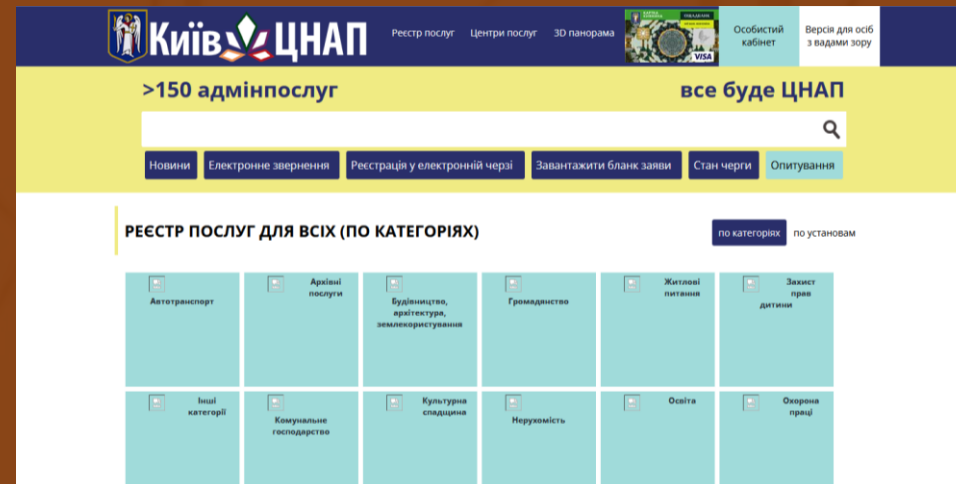 Київ ЦНАП
Реєстр послуг Центри послуг 3D панорама
VISA
Особистий
кабінет
Версія для осіб
з вадами зору
>150 адмінпослуг все буде ЦНАП
Новини Електронне звернення Реєстрація у електронній черзі Завантажити бланк заяви Стан черги Опитування
РЕЄСТР ПОСЛУГ ДЛЯ ВСІХ (ПО КАТЕГОРІЯХ)
по категоріях по установам
Автотранспорт
Архівні
послуги
Будівництво,
архітектура,
землекористування
Громадянство
Житлові
питання
Захист
прав
дитини
Інші
категорії
Комунальне
господарство
Культурна
спадщина
Нерухомість
Освіта
Охорона
праці